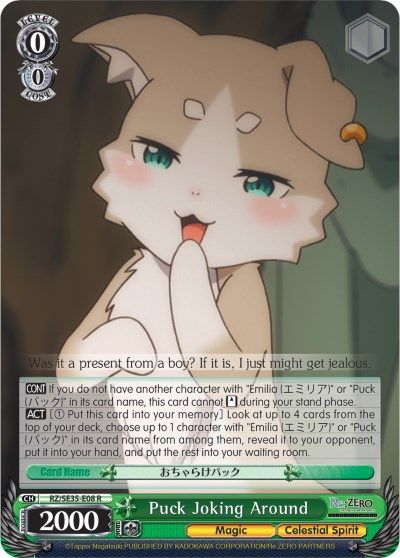 LEVEL
0
0
COST
Was it a present from a boy? If it is, I just might get jealous.
CONT If you do not have another character with "Emilia (エミリア)" or "Puck
(パック)" in its card name, this card cannot during your stand phase.
ACT [① Put this card into your memory] Look at up to 4 cards from the
top of your deck, choose up to 1 character with "Emilia (エミリア)" or "Puck
(パック)" in its card name from among them, reveal it to your opponent,
put it into your hand, and put the rest into your waiting room.
Card Name おちゃらけパック
CH RZ/SE35-E08 R
POWER 2000 SOUL Puck Joking Around Re:ZERO
Magic Celestial Spirit
©Tappei Nagatsuki,PUBLISHED BY KADOKAWA CORPORATION/Re:ZERO PARTNERS